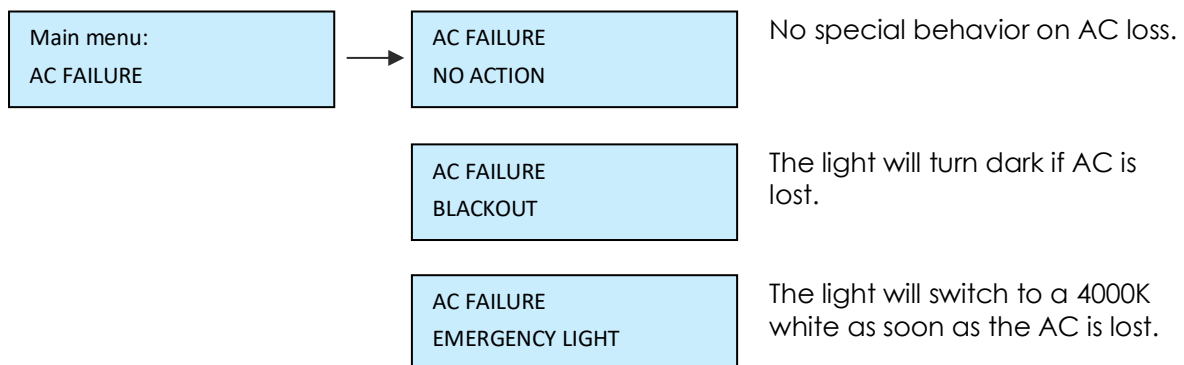 Main menu:
AC FAILURE
AC FAILURE
NO ACTION
No special behavior on AC loss.
AC FAILURE
BLACKOUT
The light will turn dark if AC is
lost.
AC FAILURE
EMERGENCY LIGHT
The light will switch to a 4000K
white as soon as the AC is lost.